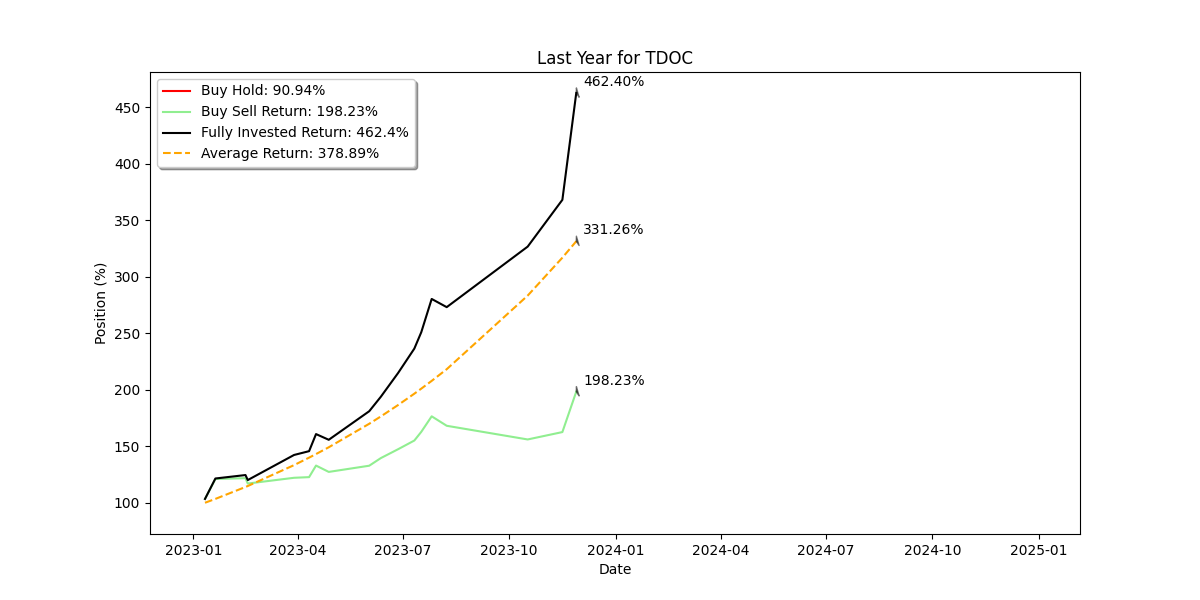 Last Year for TDOC
Buy Hold: 90.94%
Buy Sell Return: 198.23%
Fully Invested Return: 462.4%
Average Return: 378.89%
462.40%
331.26%
198.23%
Position (%)
450
400
350
300
250
200
150
100
2023-01 2023-04 2023-07 2023-10 2024-01 2024-04 2024-07 2024-10 2025-01
Date